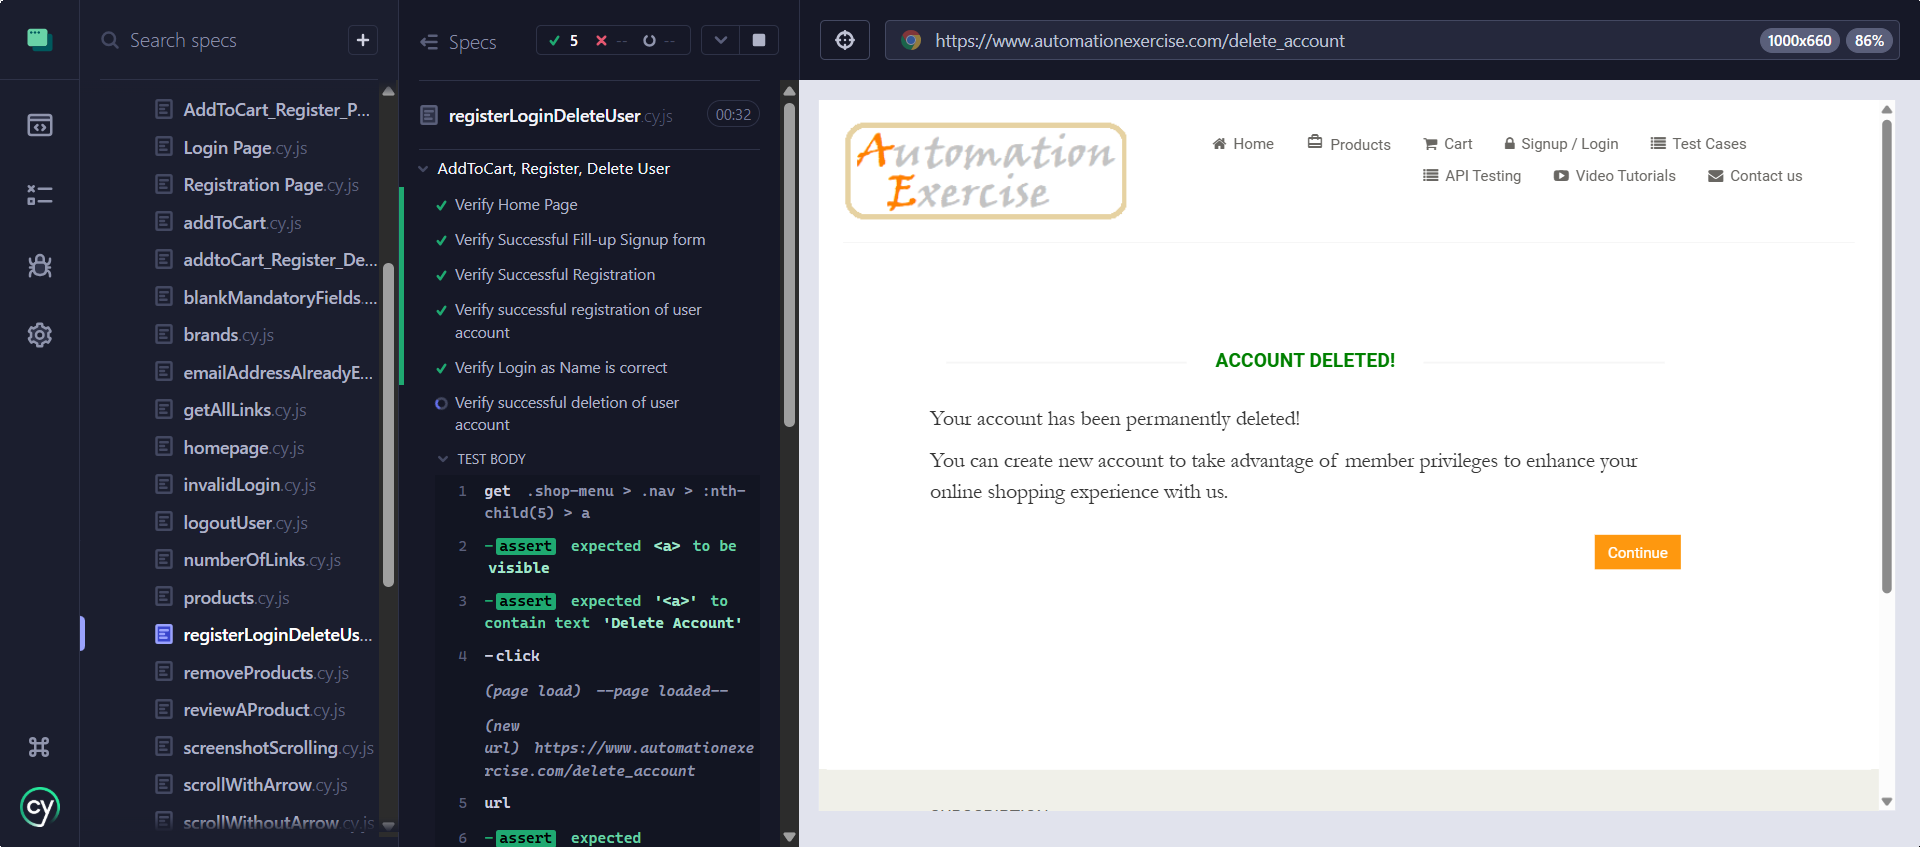 Search specs
+
AddToCart_Register_P...
Login Page.cy.js
Registration Page.cy.js
addToCart.cy.js
addtoCart_Register_De...
blankMandatoryFields....
brands.cy.js
emailAddressAlreadyE...
getAllLinks.cy.js
homepage.cy.js
invalidLogin.cy.js
logoutUser.cy.js
numberOfLinks.cy.js
products.cy.js
registerLoginDeleteUs...
removeProducts.cy.js
reviewAProduct.cy.js
screenshotScrolling.cy.js
scrollWithArrow.cy.js
scrollWithoutArrow.cy.js
cy
Specs
5 -- --
registerLoginDeleteUser.cy.js 00:32
AddToCart, Register, Delete User
Verify Home Page
Verify Successful Fill-up Signup form
Verify Successful Registration
Verify successful registration of user
account
Verify Login as Name is correct
Verify successful deletion of user
account
TEST BODY
1 get .shop-menu > .nav > :nth-
child(5) > a
2 -assert expected <a> to be
visible
3 -assert expected '<a>' to
contain text 'Delete Account'
4 -click
(page load) --page loaded--
(new
url) https://www.automationexe
rcise.com/delete_account
5 url
6 -assert expected
https://www.automationexercise.com/delete_account 1000x660 86%
Automation
Exercise
Home Products Cart Signup / Login Test Cases
API Testing Video Tutorials Contact us
ACCOUNT DELETED!
Your account has been permanently deleted!
You can create new account to take advantage of member privileges to enhance your
online shopping experience with us.
Continue
SUBSCRIPTION